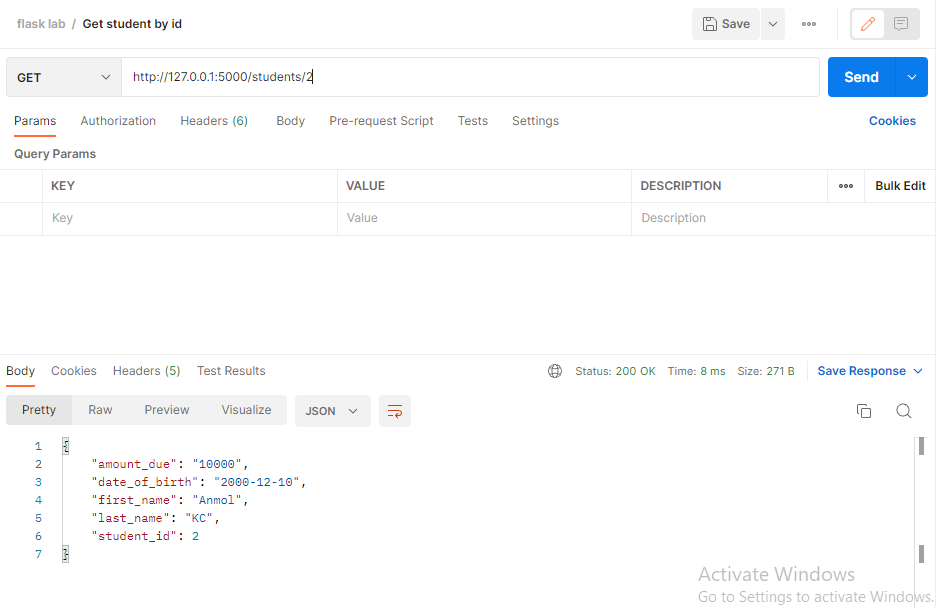 flask lab / Get student by id Save
GET http://127.0.0.1:5000/students/2 Send
Params Authorization Headers (6) Body Pre-request Script Tests Settings Cookies
Query Params
KEY VALUE DESCRIPTION Bulk Edit
Key Value Description
Body Cookies Headers (5) Test Results Status: 200 OK Time: 8 ms Size: 271 B Save Response
Pretty Raw Preview Visualize JSON
1 {
2 "amount_due": "10000",
3 "date_of_birth": "2000-12-10",
4 "first_name": "Anmol",
5 "last_name": "KC",
6 "student_id": 2
7 }
Activate Windows
Go to Settings to activate Windows.